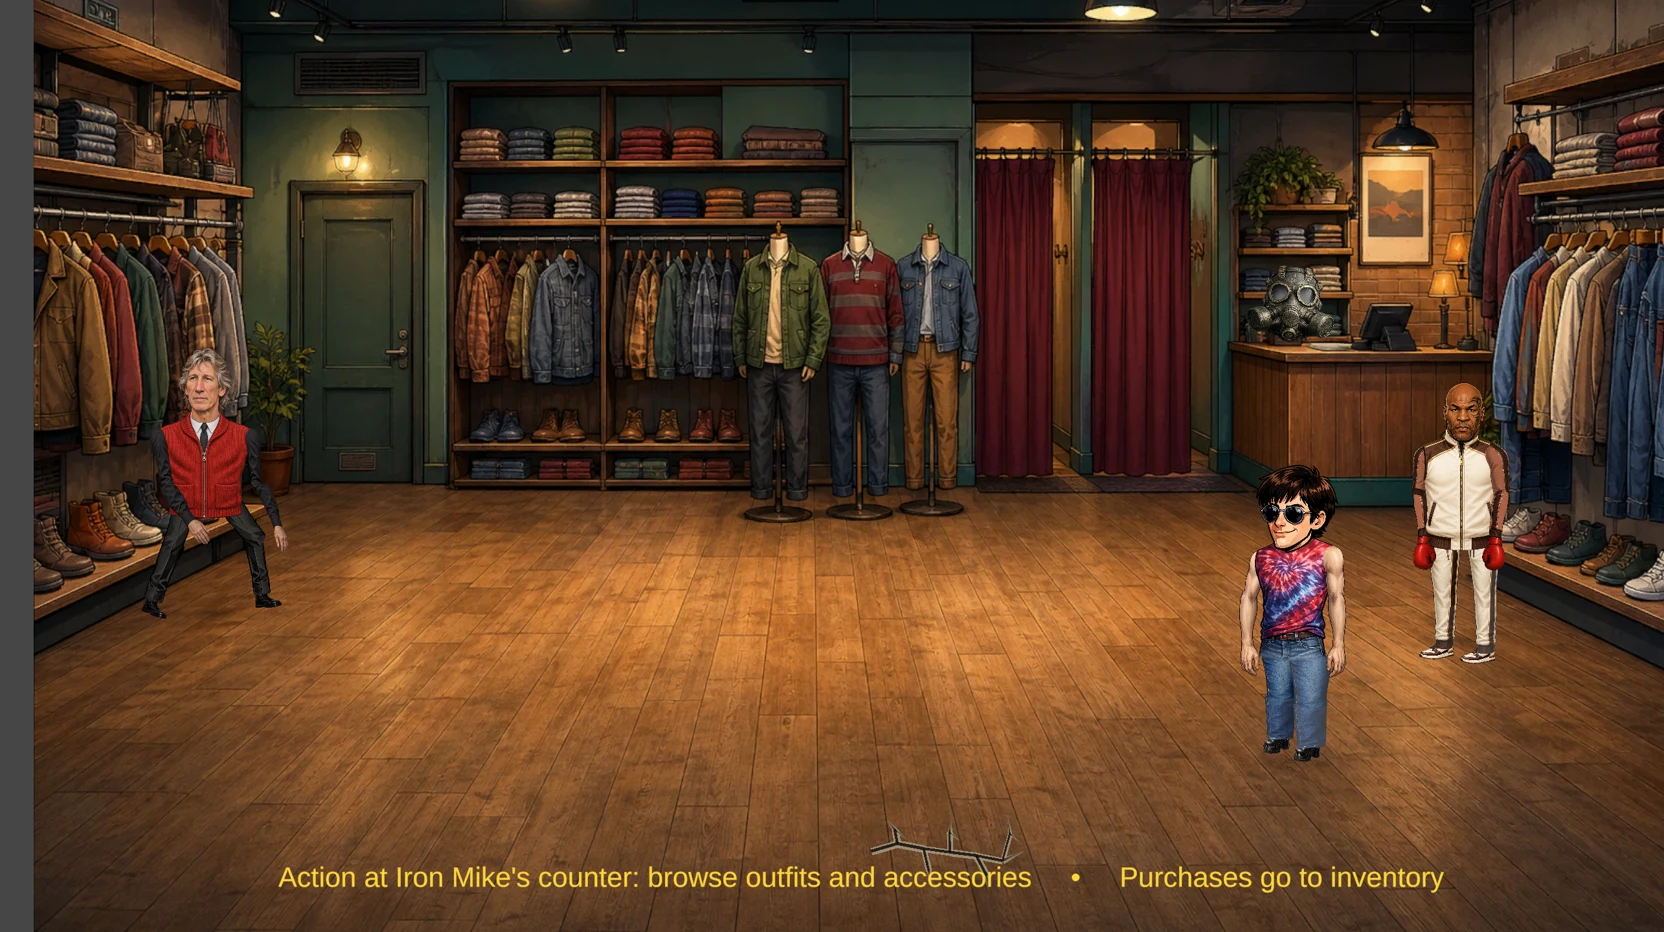 Action at Iron Mike's counter: browse outfits and accessories • Purchases go to inventory